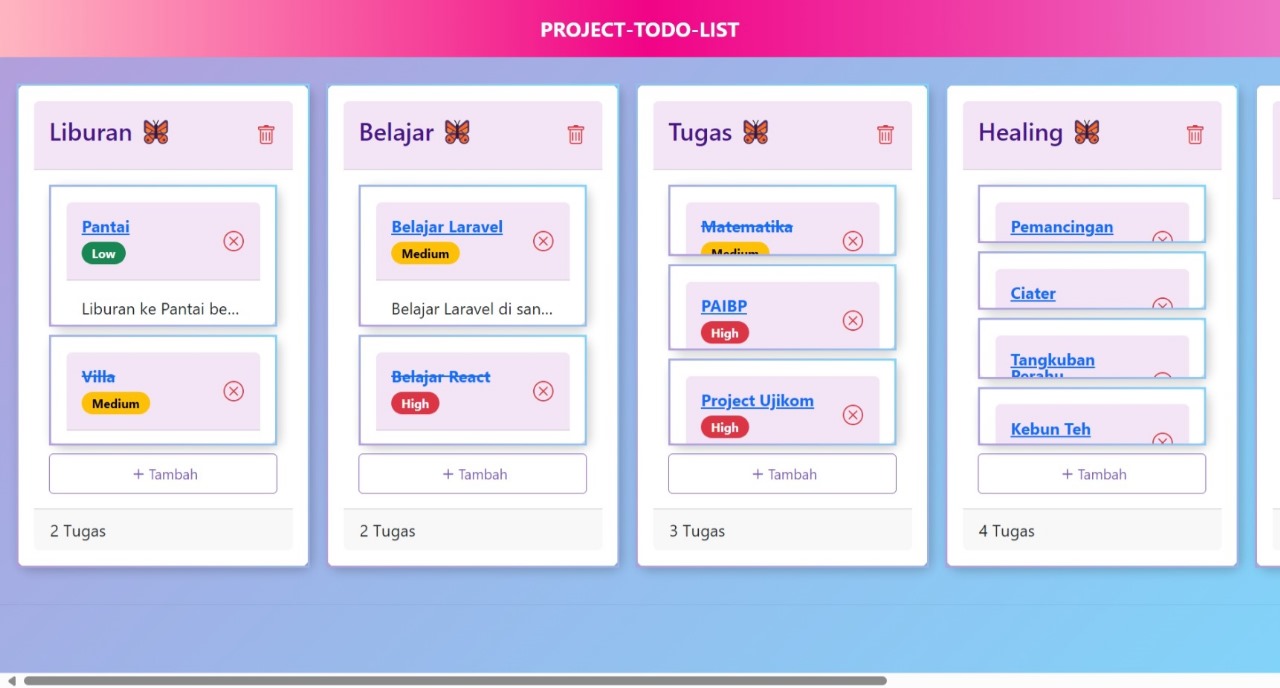 PROJECT-TODO-LIST
Liburan
Pantai
Low
Liburan ke Pantai be...
Villa
Medium
+ Tambah
2 Tugas
Belajar
Belajar Laravel
Medium
Belajar Laravel di san...
Belajar React
High
+ Tambah
2 Tugas
Tugas
Matematika
Medium
PAIBP
High
Project Ujikom
High
+ Tambah
3 Tugas
Healing
Pemancingan
Ciater
Tangkuban
Perahu
Kebun Teh
+ Tambah
4 Tugas